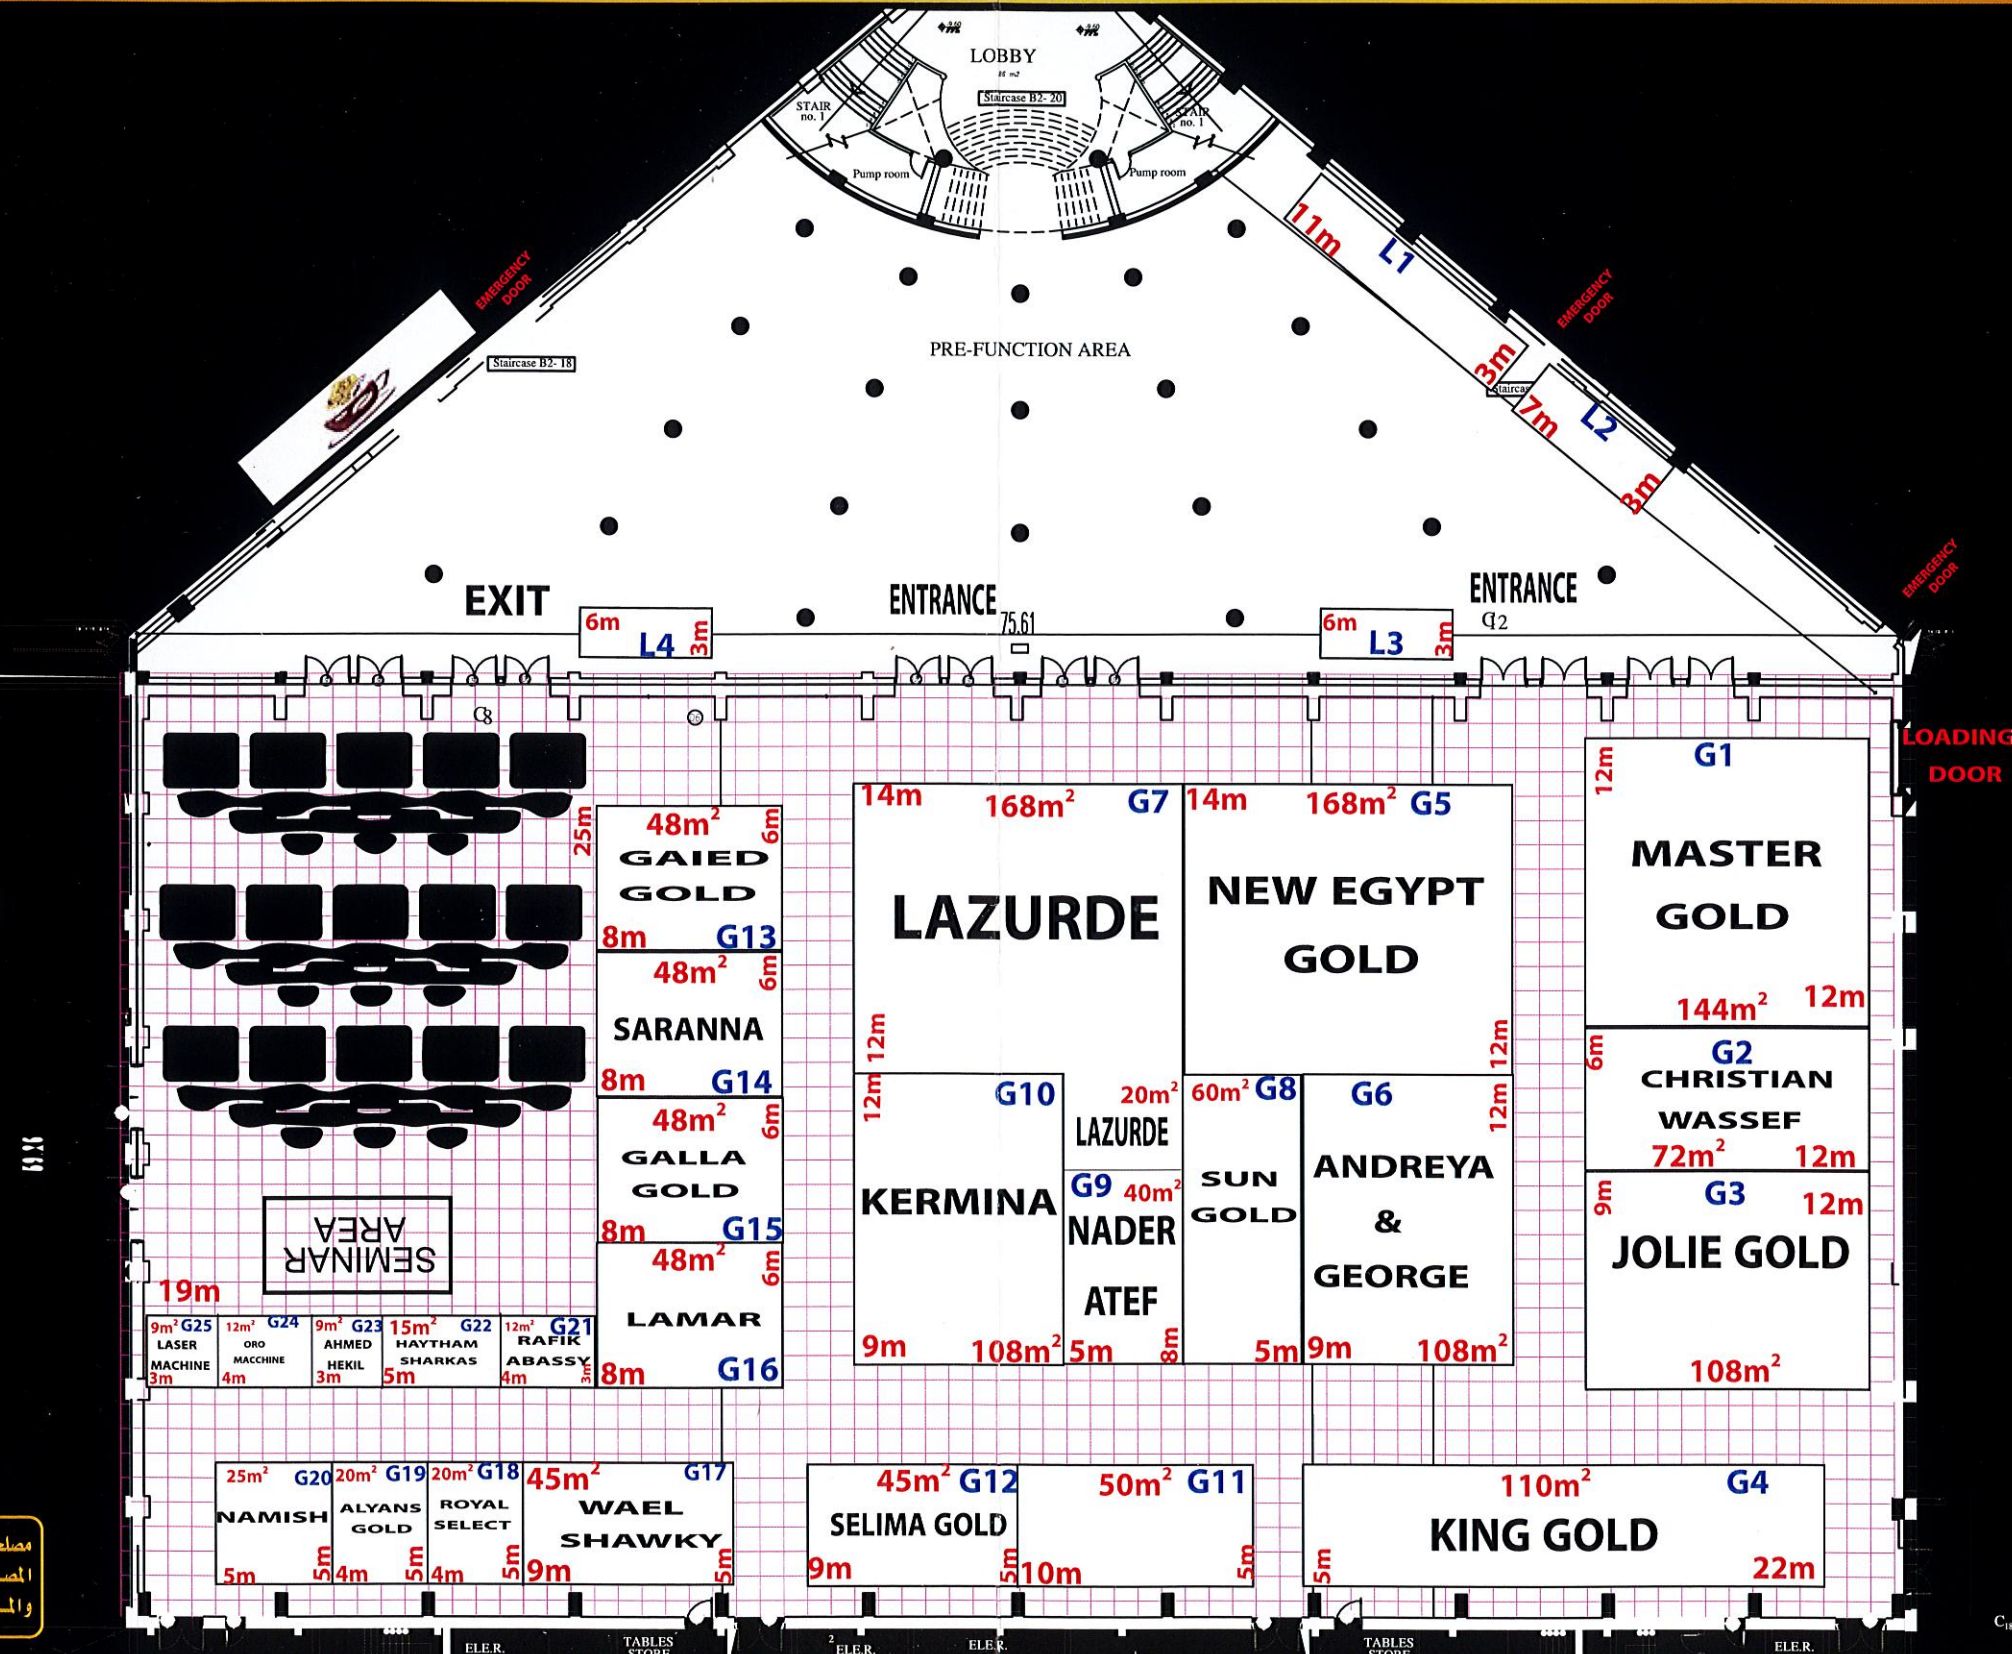 LOBBY
Staircase B2-20
STAIR
no. 1
STAIR
no. 1
Pump room
Pump room
11m
L1
3m
EMERGENCY
DOOR
EMERGENCY
DOOR
Staircase B2-18
PRE-FUNCTION AREA
7m
L2
3m
EMERGENCY
DOOR
EXIT
ENTRANCE
ENTRANCE
75.61
6m
L4
3m
6m
L3
3m
LOADING
DOOR
25m
48m²
6m
GAIED
GOLD
8m
G13
48m²
6m
SARANNA
8m
G14
48m²
6m
GALLA
GOLD
8m
G15
48m²
6m
LAMAR
8m
G16
14m
168m²
G7
LAZURDE
12m
14m
168m²
G5
NEW EGYPT
GOLD
12m
12m
G1
MASTER
GOLD
144m²
12m
6m
G2
CHRISTIAN
WASSEF
72m²
12m
9m
G3
12m
JOLIE GOLD
108m²
12m
G10
KERMINA
9m
108m²
20m²
LAZURDE
G9
40m²
NADER
ATEF
5m
8m
60m²
G8
SUN
GOLD
5m
G6
12m
ANDREYA
&
GEORGE
9m
108m²
SEMINAR
AREA
19m
9m² G25
LASER
MACHINE
3m
12m² G24
ORO
MACCHINE
4m
9m² G23
AHMED
HEKIL
3m
15m² G22
HAYTHAM
SHARKAS
5m
12m² G21
RAFIK
ABASSY
4m
3m
25m² G20
NAMISH
5m
5m
20m² G19
ALYANS
GOLD
4m
5m
20m² G18
ROYAL
SELECT
4m
5m
45m² G17
WAEL
SHAWKY
9m
5m
45m² G12
SELIMA GOLD
9m
5m
50m² G11
10m
5m
110m² G4
KING GOLD
5m
22m
ELE.R.
TABLES
STORE
ELE.R.
ELE.R.
TABLES
STORE
ELE.R.